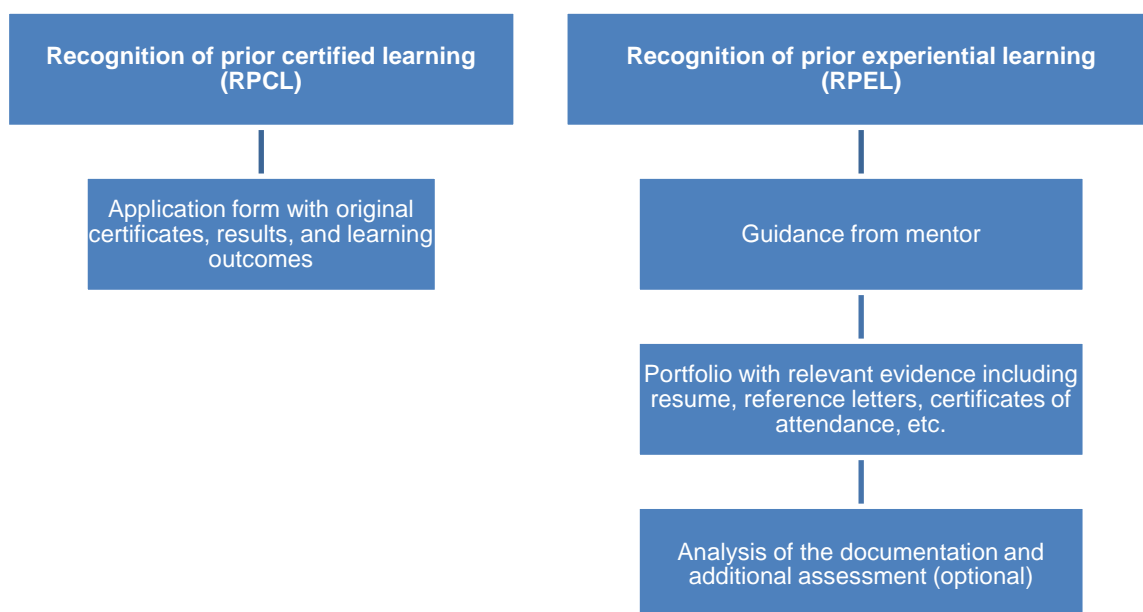 Recognition of prior certified learning
(RPCL)
Application form with original
certificates, results, and learning
outcomes
Recognition of prior experiential learning
(RPEL)
Guidance from mentor
Portfolio with relevant evidence including
resume, reference letters, certificates of
attendance, etc.
Analysis of the documentation and
additional assessment (optional)